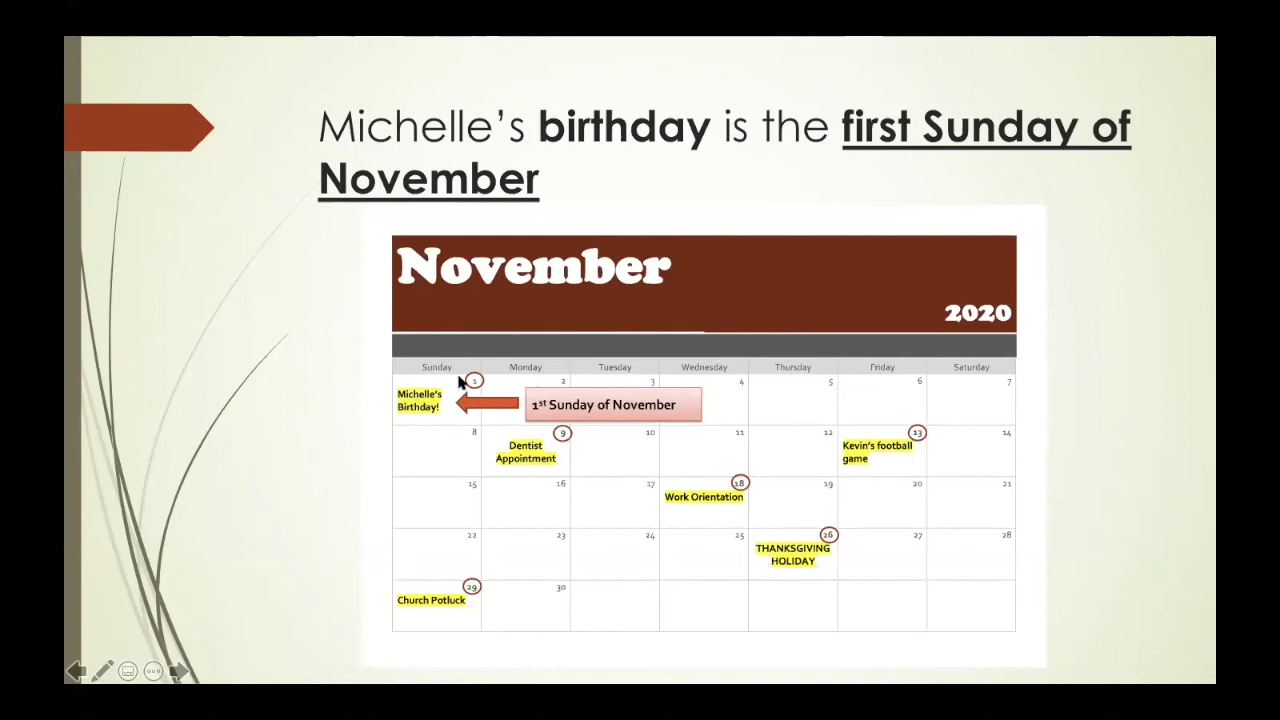 Michelle’s birthday is the first Sunday of
November
November
2020
Sunday Monday Tuesday Wednesday Thursday Friday Saturday
1 2 3 4 5 6 7
Michelle's
Birthday!
1st Sunday of November
8 9 10 11 12 13 14
Dentist
Appointment
Kevin's football
game
15 16 17 18 19 20 21
Work Orientation
22 23 24 25 26 27 28
THANKSGIVING
HOLIDAY
29 30
Church Potluck